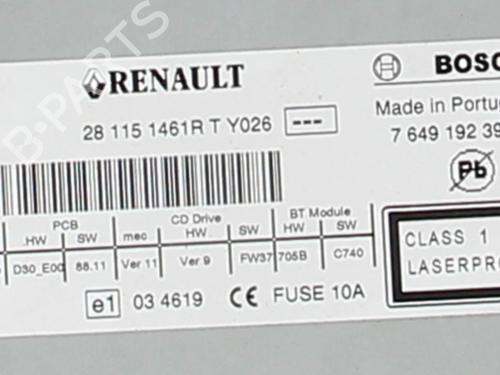 B-PARTS
RENAULT
BOSC
28 115 1461R T Y026 ---
Made in Portu
7 649 192 39
Pb
PCB CD Drive BT Module
HW SW mec HW SW HW SW
D30_E00 88.11 Ver 11 Ver 9 FW37 705B C740
CLASS 1
LASERPRO
e1 03 4619 CE FUSE 10A